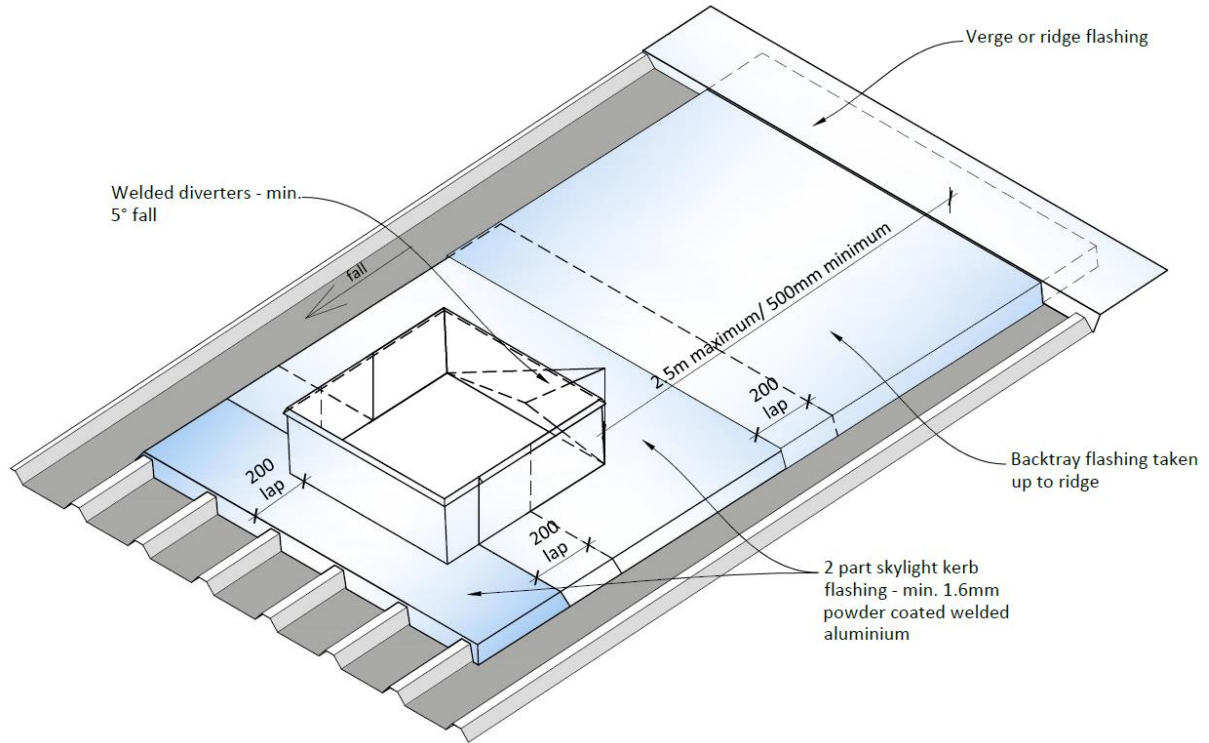 Verge or ridge flashing
Welded diverters - min.
5° fall
fall
2.5m maximum/ 500mm minimum
200
lap
Backtray flashing taken
up to ridge
200
lap
200
lap
2 part skylight kerb
flashing - min. 1.6mm
powder coated welded
aluminium